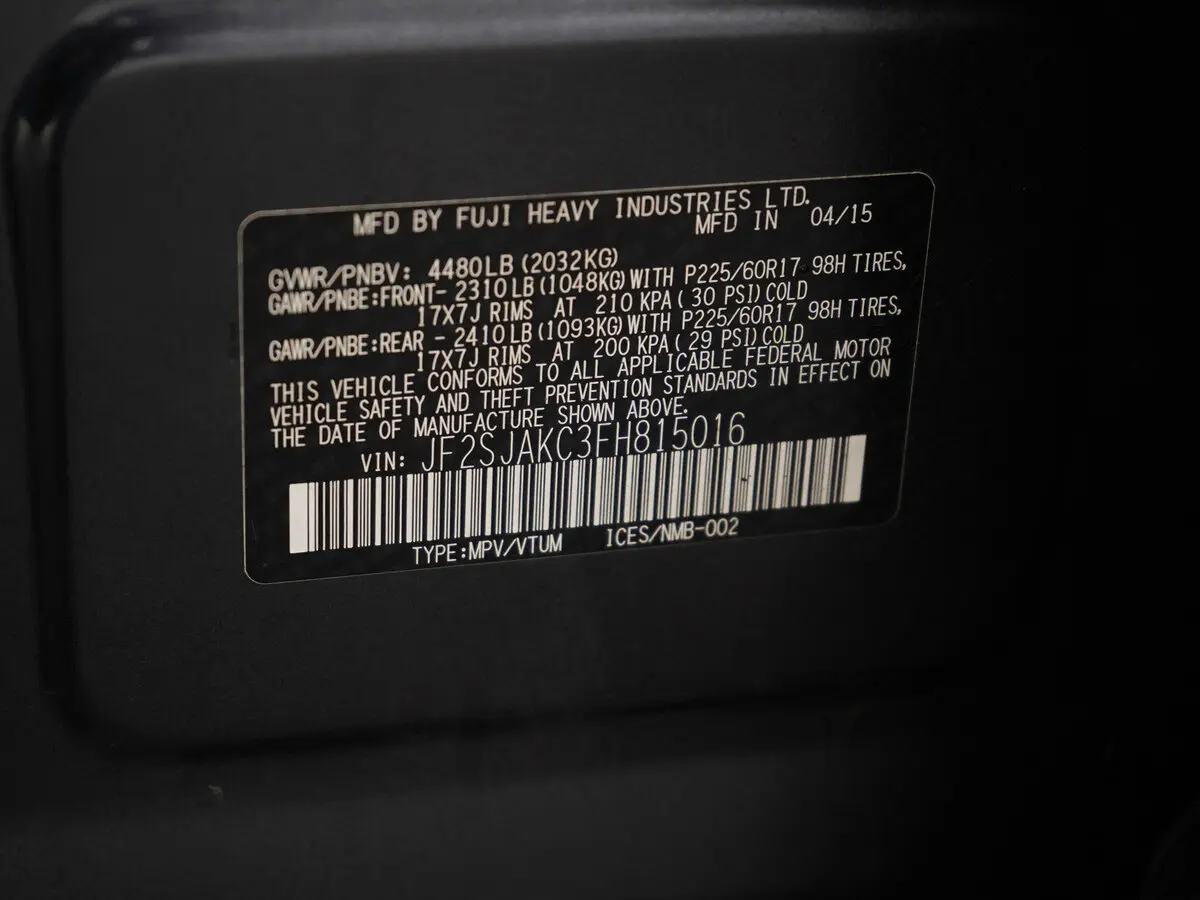 MFD BY FUJI HEAVY INDUSTRIES LTD.
MFD IN 04/15
GVWR/PNBV: 4480LB (2032KG)
GAWR/PNBE:FRONT- 2310LB (1048KG) WITH P225/60R17 98H TIRES,
17X7J RIMS AT 210 KPA ( 30 PSI) COLD
GAWR/PNBE:REAR - 2410LB (1093KG) WITH P225/60R17 98H TIRES,
17X7J RIMS AT 200 KPA ( 29 PSI) COLD
THIS VEHICLE CONFORMS TO ALL APPLICABLE FEDERAL MOTOR
VEHICLE SAFETY AND THEFT PREVENTION STANDARDS IN EFFECT ON
THE DATE OF MANUFACTURE SHOWN ABOVE.
VIN: JF2SJAKC3FH815016
TYPE:MPV/VTUM ICES/NMB-002